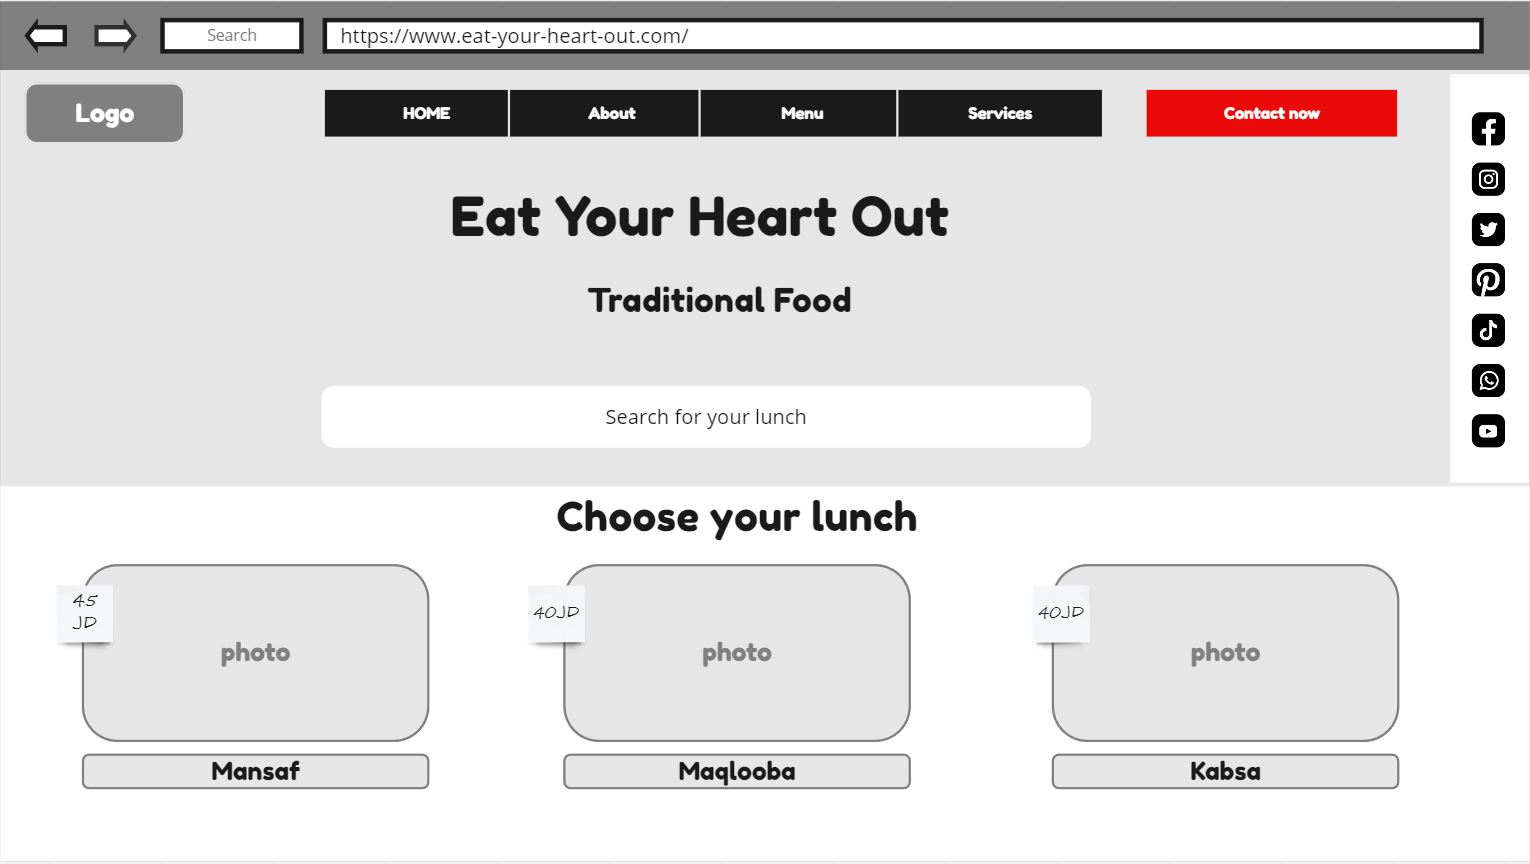 Search
https://www.eat-your-heart-out.com/
Logo
HOME
About
Menu
Services
Contact now
Eat Your Heart Out
Traditional Food
Search for your lunch
Choose your lunch
45
JD
photo
40JD
photo
40JD
photo
Mansaf
Maqlooba
Kabsa